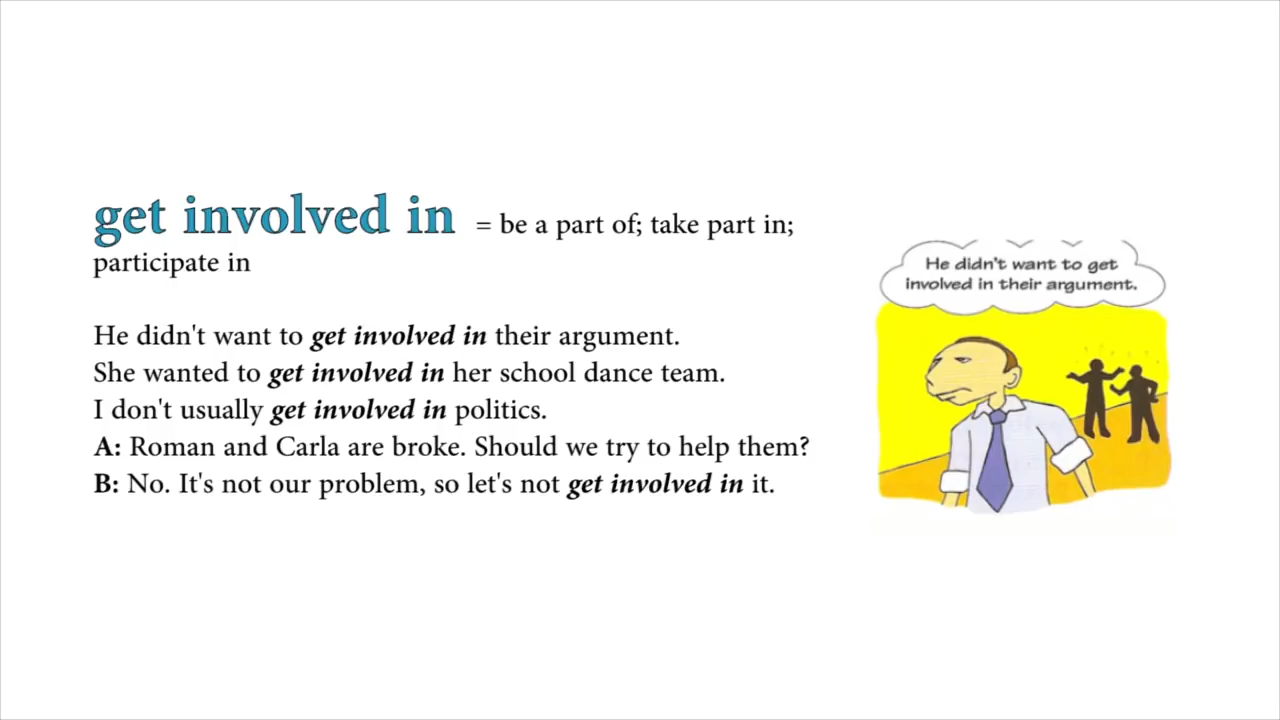 get involved in = be a part of; take part in;
participate in
He didn't want to get involved in their argument.
She wanted to get involved in her school dance team.
I don't usually get involved in politics.
A: Roman and Carla are broke. Should we try to help them?
B: No. It's not our problem, so let's not get involved in it.
He didn't want to get
involved in their argument.